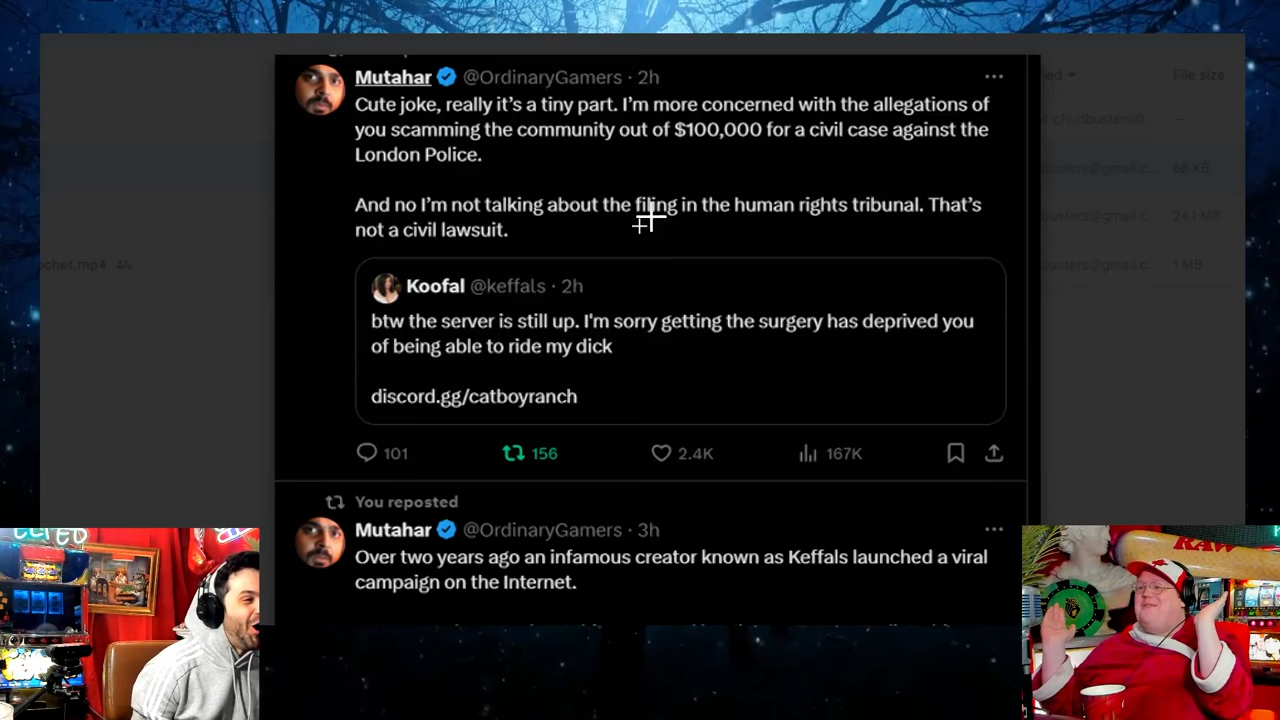 Mutahar @OrdinaryGamers · 2h
Cute joke, really it's a tiny part. I'm more concerned with the allegations of
you scamming the community out of $100,000 for a civil case against the
London Police.
And no I'm not talking about the filing in the human rights tribunal. That's
not a civil lawsuit.
Koofal @keffals · 2h
btw the server is still up. I'm sorry getting the surgery has deprived you
of being able to ride my dick
discord.gg/catboyranch
101 156 2.4K 167K
You reposted
Mutahar @OrdinaryGamers · 3h
Over two years ago an infamous creator known as Keffals launched a viral
campaign on the Internet.
File size
chudbusters@...
busters@gmail.c... 68 KB
busters@gmail.c... 24.1 MB
ochet.mp4
busters@gmail.c... 1 MB
RAW